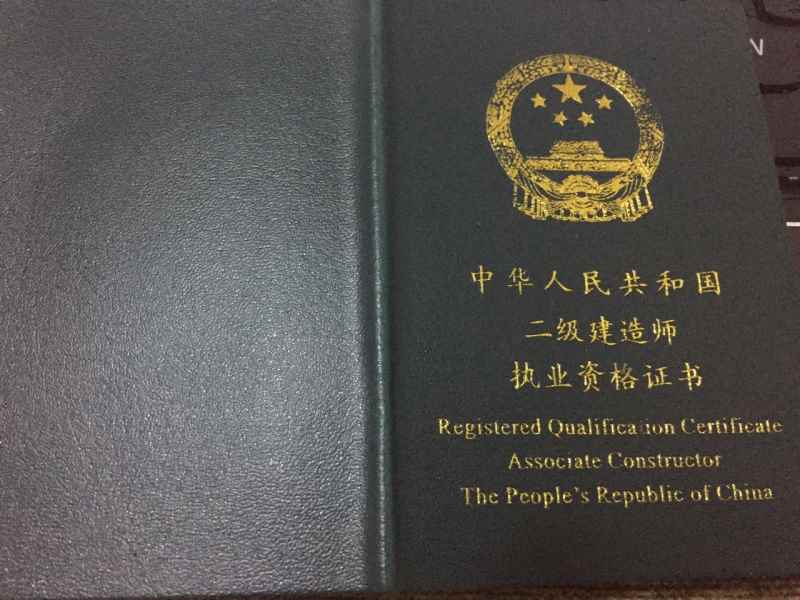 N
中华人民共和国
二级建造师
执业资格证书
Registered Qualification Certificate
Associate Constructor
The People's Republic of China